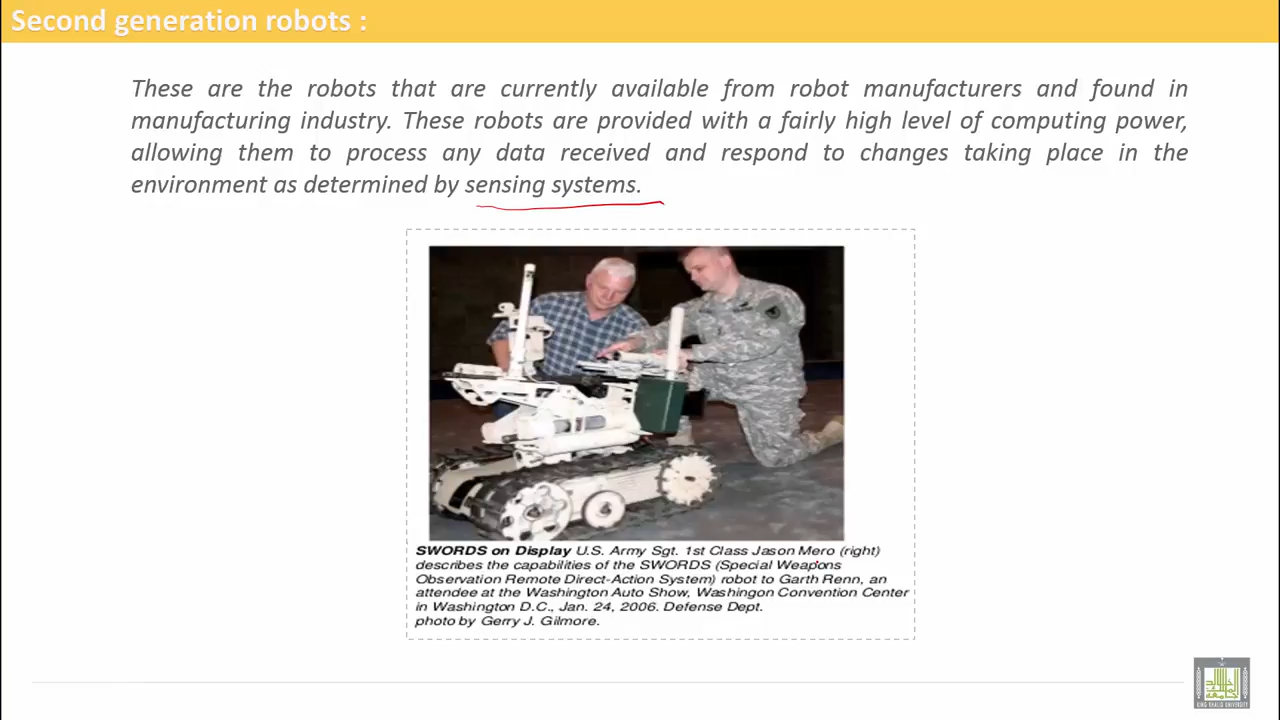 Second generation robots :
These are the robots that are currently available from robot manufacturers and found in
manufacturing industry. These robots are provided with a fairly high level of computing power,
allowing them to process any data received and respond to changes taking place in the
environment as determined by sensing systems.
SWORDS on Display U.S. Army Sgt. 1st Class Jason Mero (right)
describes the capabilities of the SWORDS (Special Weapons
Observation Remote Direct-Action System) robot to Garth Renn, an
attendee at the Washington Auto Show, Washingon Convention Center
in Washington D.C., Jan. 24, 2006. Defense Dept.
photo by Gerry J. Gilmore.
KING KHALID UNIVERSITY